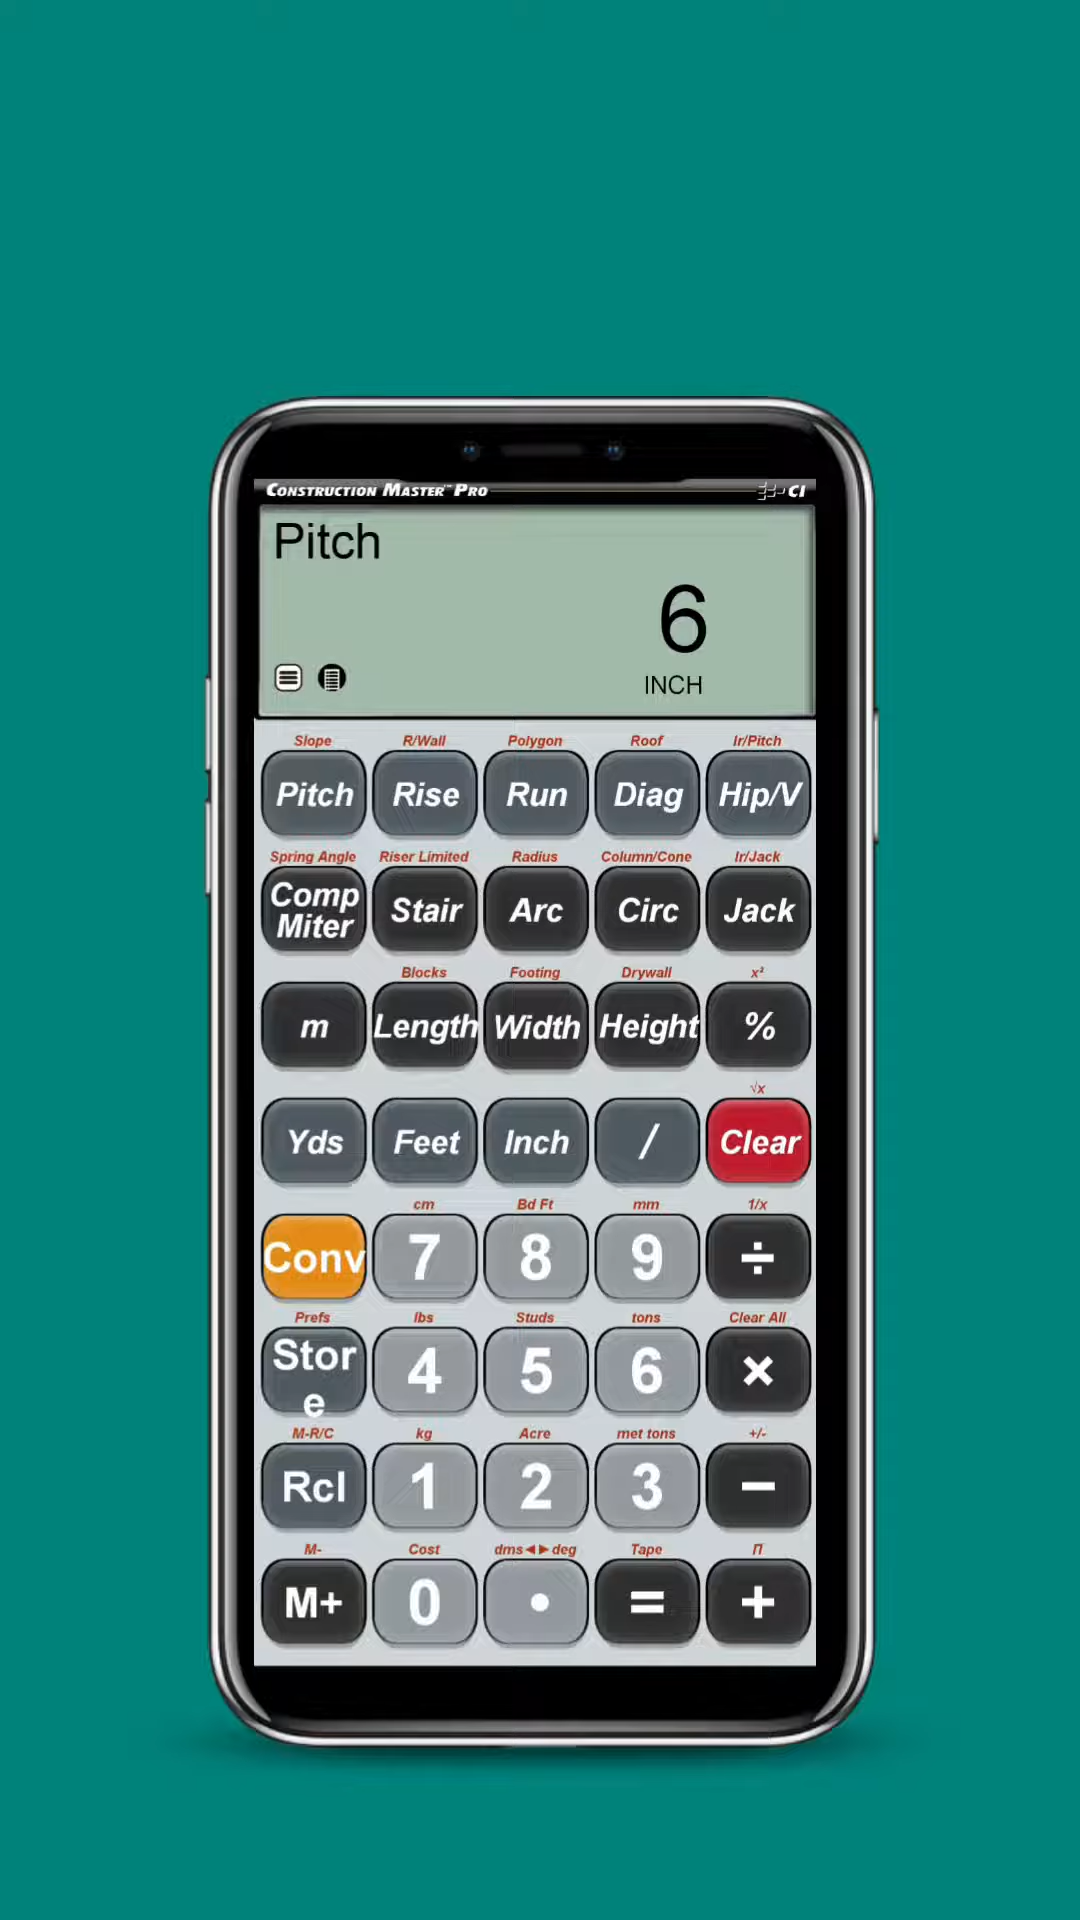 CONSTRUCTION MASTER™ PRO CI
Pitch
6
INCH
Slope R/Wall Polygon Roof Ir/Pitch
Pitch Rise Run Diag Hip/V
Spring Angle Riser Limited Radius Column/Cone Ir/Jack
Comp Miter Stair Arc Circ Jack
Blocks Footing Drywall x²
m Length Width Height %
√x
Yds Feet Inch / Clear
cm Bd Ft mm 1/x
Conv 7 8 9 ÷
Prefs lbs Studs tons Clear All
Store 4 5 6 ×
M-R/C kg Acre met tons +/-
Rcl 1 2 3 −
M- Cost dms◄►deg Tape Π
M+ 0 • = +